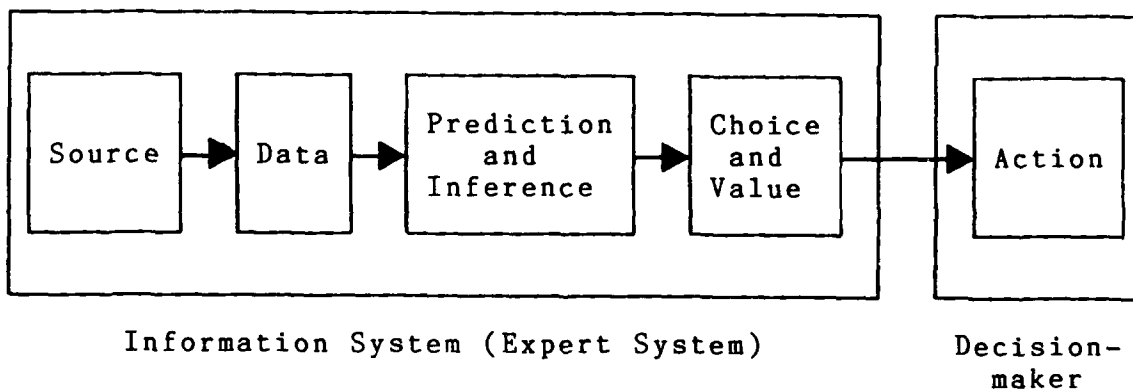 Source
Data
Prediction
and
Inference
Choice
and
Value
Action
Information System (Expert System)
Decision-
maker